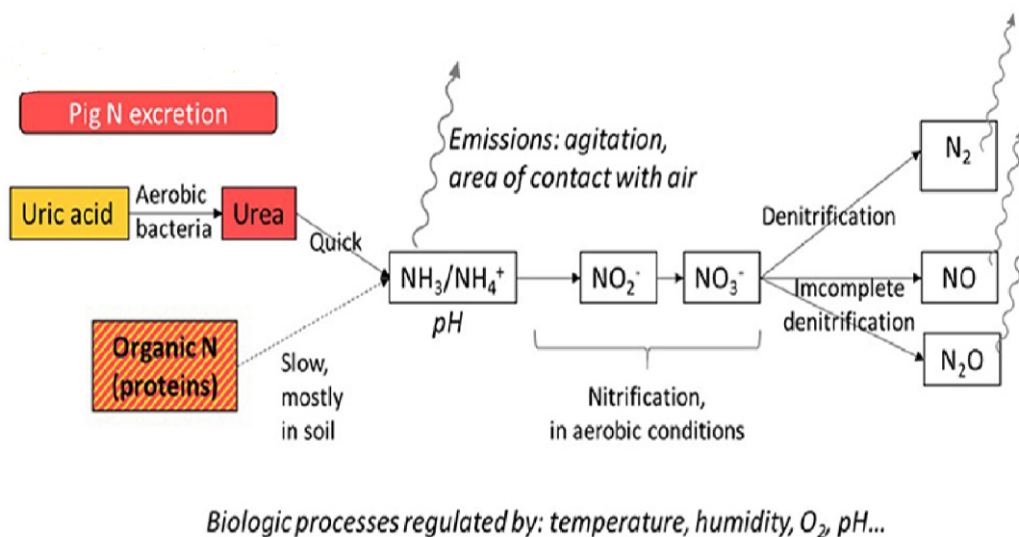 Pig N excretion
Emissions: agitation,
area of contact with air
N₂
Uric acid
Aerobic
bacteria
Urea
Quick
Denitrification
NH₃/NH₄⁺
pH
NO₂⁻
NO₃⁻
NO
Imcomplete
denitrification
N₂O
Organic N
(proteins)
Slow,
mostly
in soil
Nitrification,
in aerobic conditions
Biologic processes regulated by: temperature, humidity, O₂, pH...